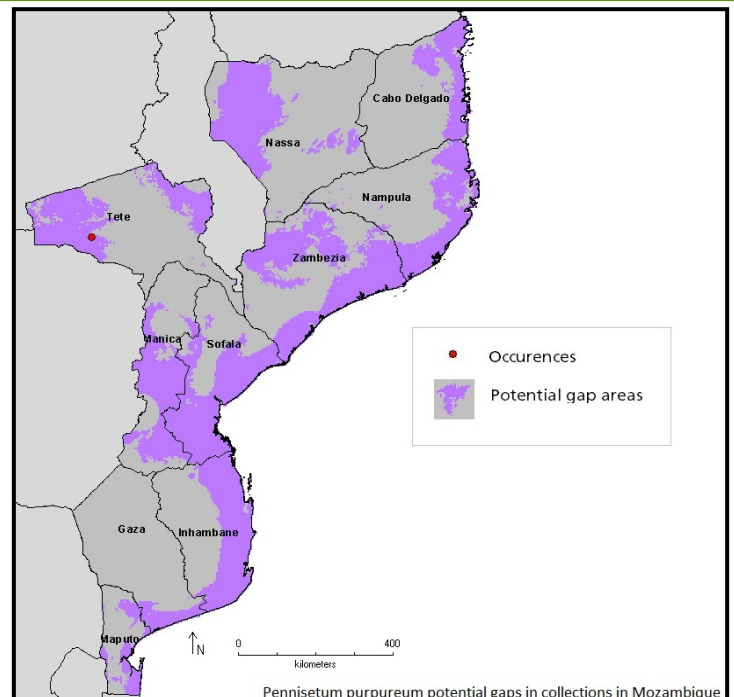 Cabo Delgado
Nassa
Nampula
Tete
Zambezia
Manica
Sofala
Occurences
Potential gap areas
Gaza
Inhambane
Maputo
N
0 400
kilometers
Pennisetum purpureum potential gaps in collections in Mozambique